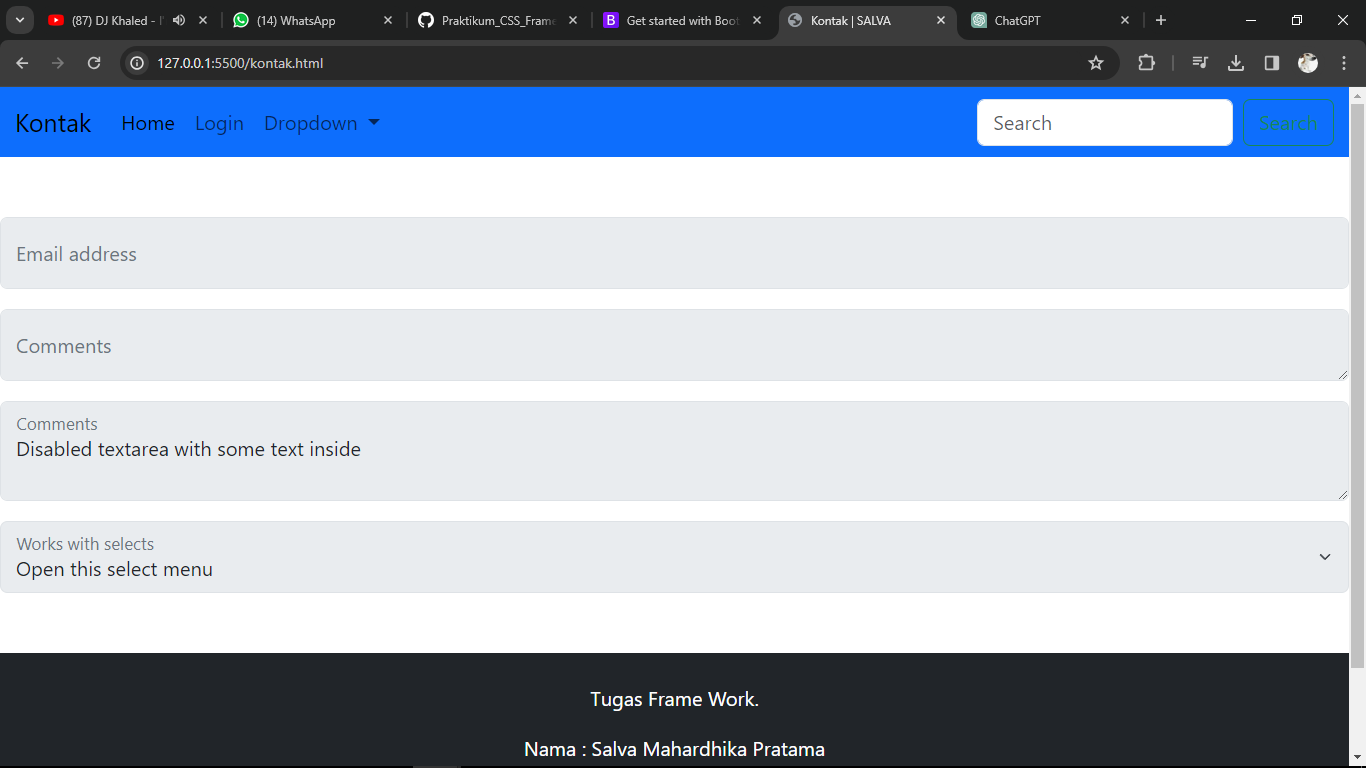 (87) DJ Khaled - I'
(14) WhatsApp
Praktikum_CSS_Frame
Get started with Boot
Kontak | SALVA
ChatGPT
127.0.0.1:5500/kontak.html
Kontak Home Login Dropdown Search Search
Email address
Comments
Comments
Disabled textarea with some text inside
Works with selects
Open this select menu
Tugas Frame Work.
Nama : Salva Mahardhika Pratama